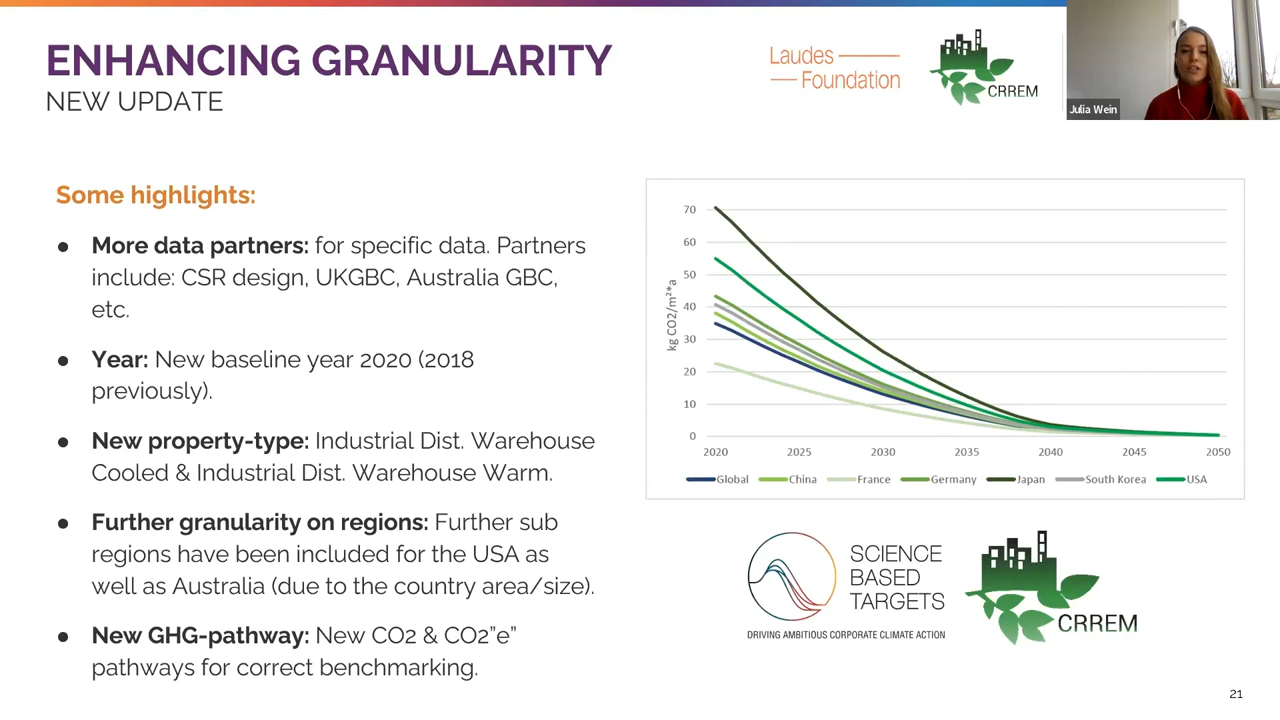 ENHANCING GRANULARITY
NEW UPDATE
Laudes
Foundation
CRREM
Julia Wein
Some highlights:
● More data partners: for specific data. Partners
include: CSR design, UKGBC, Australia GBC,
etc.
● Year: New baseline year 2020 (2018
previously).
● New property-type: Industrial Dist. Warehouse
Cooled & Industrial Dist. Warehouse Warm.
● Further granularity on regions: Further sub
regions have been included for the USA as
well as Australia (due to the country area/size).
● New GHG-pathway: New CO2 & CO2”e”
pathways for correct benchmarking.
kg CO2/m²*a
70
60
50
40
30
20
10
0
2020 2025 2030 2035 2040 2045 2050
Global China France Germany Japan South Korea USA
SCIENCE
BASED
TARGETS
DRIVING AMBITIOUS CORPORATE CLIMATE ACTION
CRREM
21